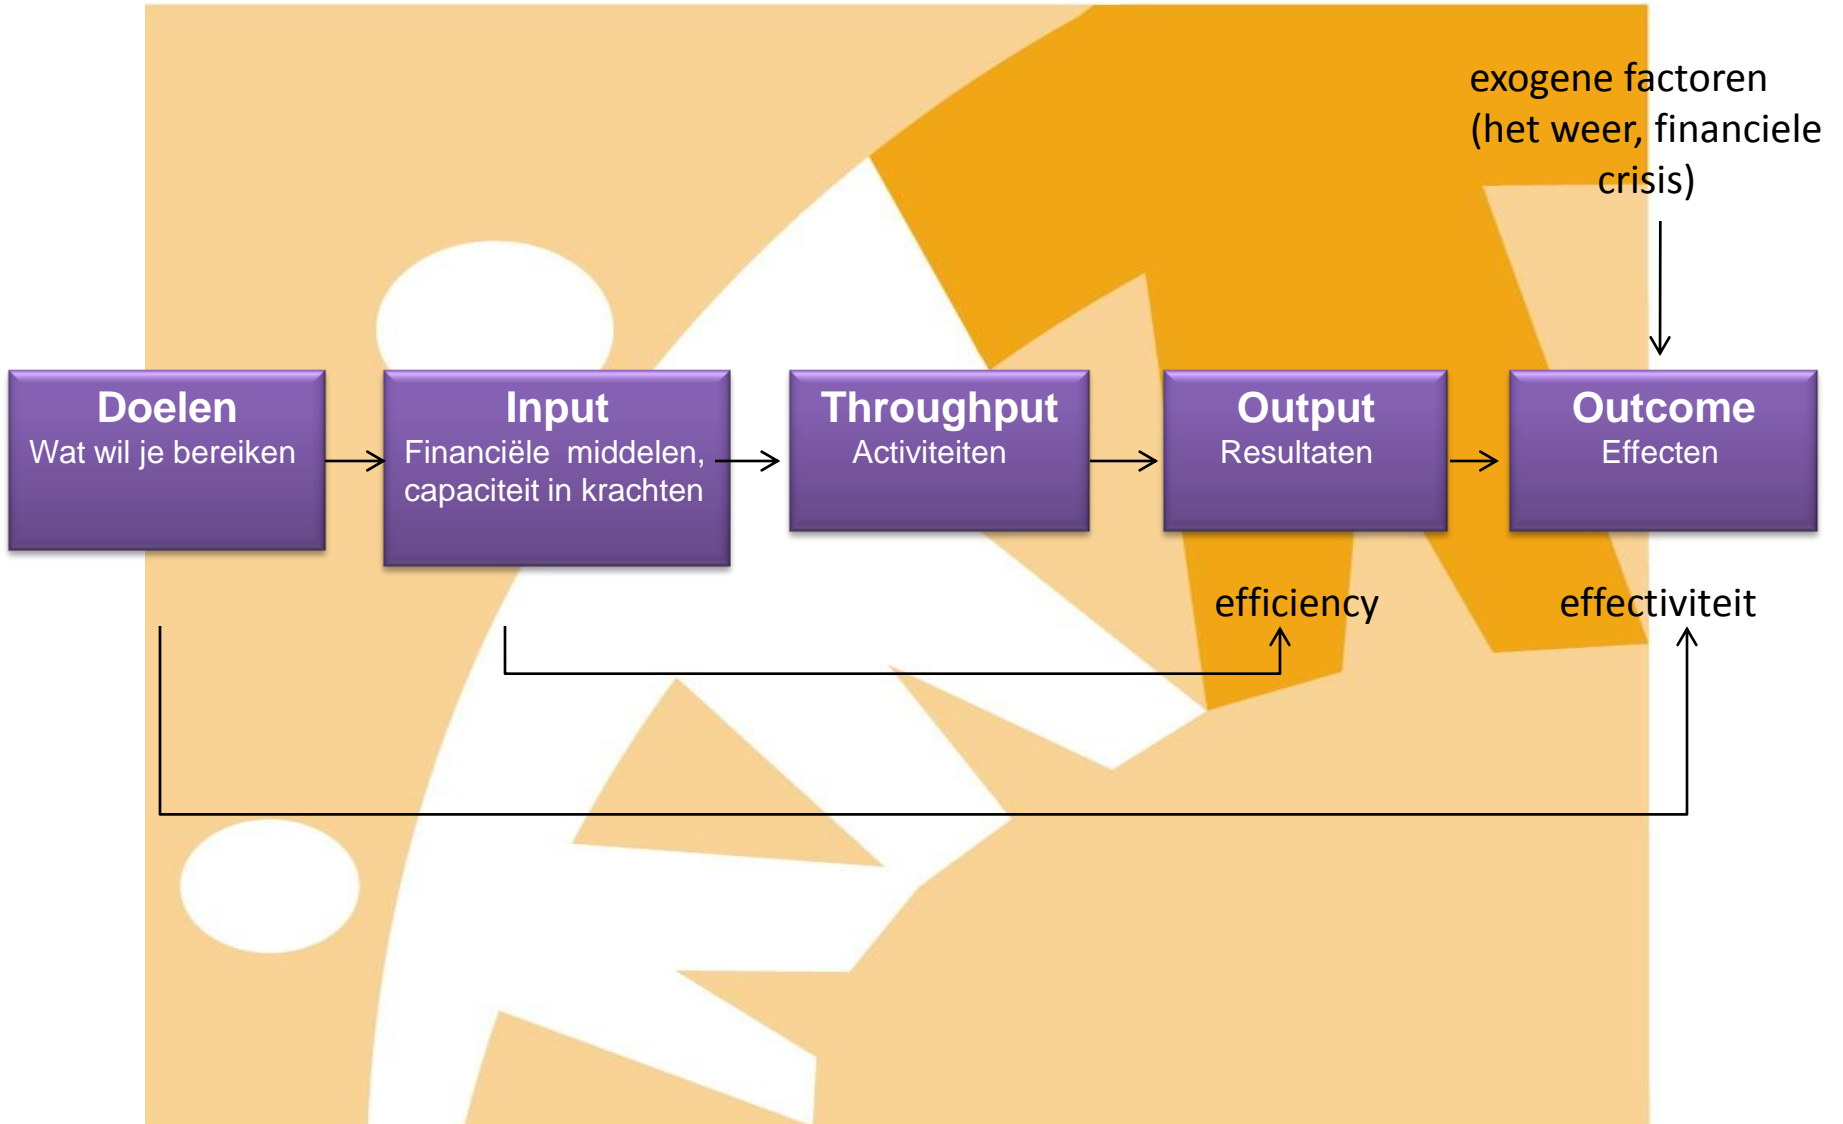 exogene factoren
(het weer, financiele
crisis)
Doelen
Wat wil je bereiken
Input
Financiële middelen,
capaciteit in krachten
Throughput
Activiteiten
Output
Resultaten
Outcome
Effecten
efficiency
effectiviteit